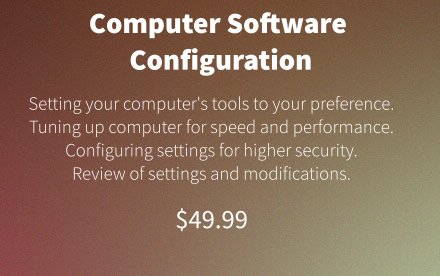 Computer Software
Configuration
Setting your computer's tools to your preference.
Tuning up computer for speed and performance.
Configuring settings for higher security.
Review of settings and modifications.
$49.99